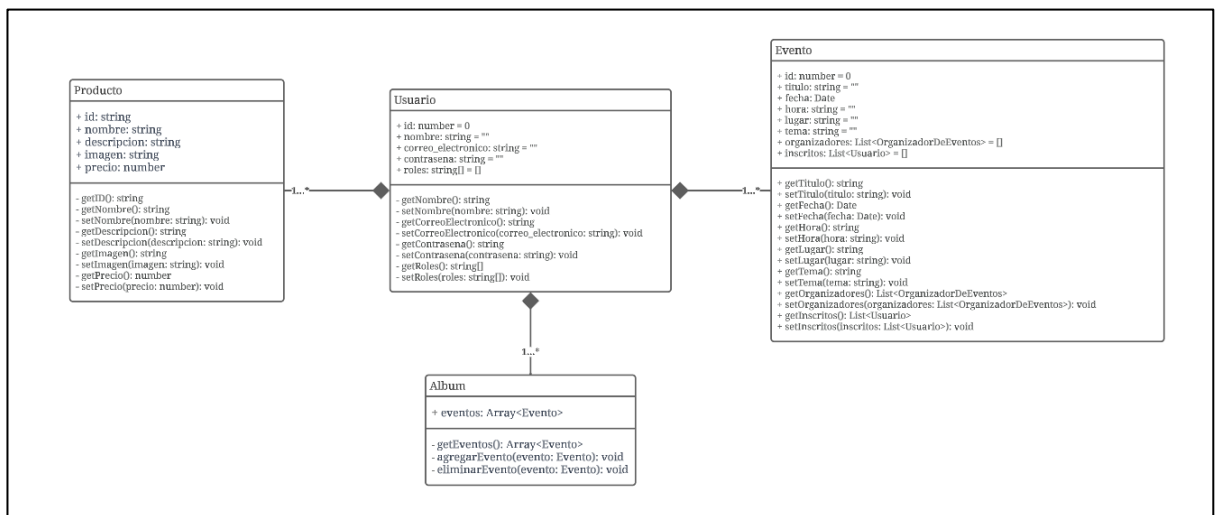 Producto
+ id: string
+ nombre: string
+ descripcion: string
+ imagen: string
+ precio: number
- getID(): string
- getNombre(): string
- setNombre(nombre: string): void
- getDescripcion(): string
- setDescripcion(descripcion: string): void
- getImagen(): string
- setImagen(imagen: string): void
- getPrecio(): number
- setPrecio(precio: number): void
1...*
Usuario
+ id: number = 0
+ nombre: string = ""
+ correo_electronico: string = ""
+ contrasena: string = ""
+ roles: string[] = []
- getNombre(): string
- setNombre(nombre: string): void
- getCorreoElectronico(): string
- setCorreoElectronico(correo_electronico: string): void
- getContrasena(): string
- setContrasena(contrasena: string): void
- getRoles(): string[]
- setRoles(roles: string[]): void
1...*
Evento
+ id: number = 0
+ titulo: string = ""
+ fecha: Date
+ hora: string = ""
+ lugar: string = ""
+ tema: string = ""
+ organizadores: List<OrganizadorDeEventos> = []
+ inscritos: List<Usuario> = []
+ getTitulo(): string
+ setTitulo(titulo: string): void
+ getFecha(): Date
+ setFecha(fecha: Date): void
+ getHora(): string
+ setHora(hora: string): void
+ getLugar(): string
+ setLugar(lugar: string): void
+ getTema(): string
+ setTema(tema: string): void
+ getOrganizadores(): List<OrganizadorDeEventos>
+ setOrganizadores(organizadores: List<OrganizadorDeEventos>): void
+ getInscritos(): List<Usuario>
+ setInscritos(inscritos: List<Usuario>): void
1...*
Album
+ eventos: Array<Evento>
- getEventos(): Array<Evento>
- agregarEvento(evento: Evento): void
- eliminarEvento(evento: Evento): void